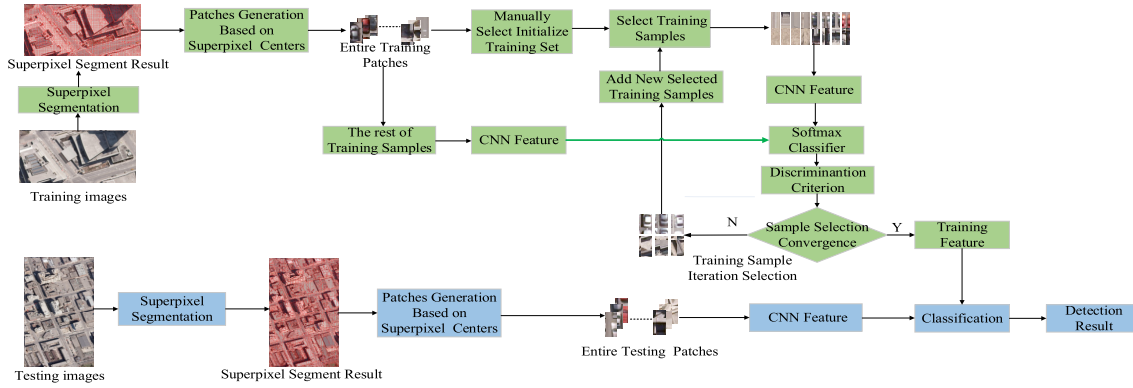 Superpixel Segment Result
Superpixel
Segmentation
Training images
Patches Generation
Based on
Superpixel Centers
Entire Training
Patches
Manually
Select Initialize
Training Set
Select Training
Samples
Add New Selected
Training Samples
The rest of
Training Samples
CNN Feature
CNN Feature
Softmax
Classifier
Discriminantion
Criterion
Sample Selection
Convergence
N
Y
Training
Feature
Training Sample
Iteration Selection
Testing images
Superpixel
Segmentation
Superpixel Segment Result
Patches Generation
Based on
Superpixel Centers
Entire Testing Patches
CNN Feature
Classification
Detection
Result